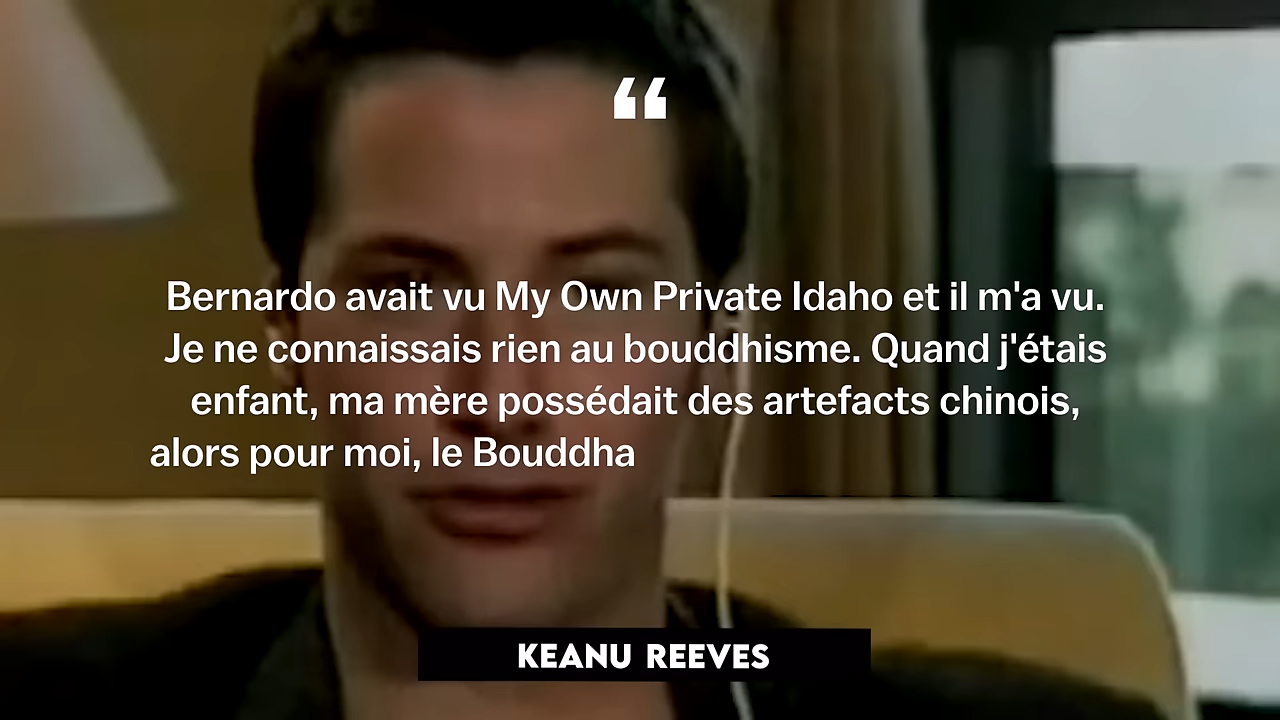 “
Bernardo avait vu My Own Private Idaho et il m'a vu.
Je ne connaissais rien au bouddhisme. Quand j'étais
enfant, ma mère possédait des artefacts chinois,
alors pour moi, le Bouddha
KEANU REEVES